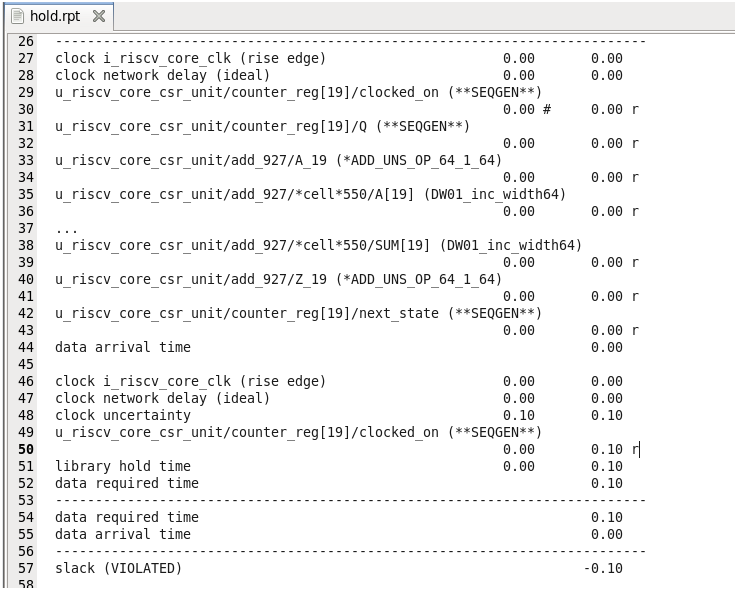 hold.rpt
26 -------------------------------------------------------------------------
27 clock i_riscv_core_clk (rise edge) 0.00 0.00
28 clock network delay (ideal) 0.00 0.00
29 u_riscv_core_csr_unit/counter_reg[19]/clocked_on (**SEQGEN**)
30 0.00 # 0.00 r
31 u_riscv_core_csr_unit/counter_reg[19]/Q (**SEQGEN**)
32 0.00 0.00 r
33 u_riscv_core_csr_unit/add_927/A_19 (*ADD_UNS_OP_64_1_64)
34 0.00 0.00 r
35 u_riscv_core_csr_unit/add_927/*cell*550/A[19] (DW01_inc_width64)
36 0.00 0.00 r
37 ...
38 u_riscv_core_csr_unit/add_927/*cell*550/SUM[19] (DW01_inc_width64)
39 0.00 0.00 r
40 u_riscv_core_csr_unit/add_927/Z_19 (*ADD_UNS_OP_64_1_64)
41 0.00 0.00 r
42 u_riscv_core_csr_unit/counter_reg[19]/next_state (**SEQGEN**)
43 0.00 0.00 r
44 data arrival time 0.00
45
46 clock i_riscv_core_clk (rise edge) 0.00 0.00
47 clock network delay (ideal) 0.00 0.00
48 clock uncertainty 0.10 0.10
49 u_riscv_core_csr_unit/counter_reg[19]/clocked_on (**SEQGEN**)
50 0.00 0.10 r
51 library hold time 0.00 0.10
52 data required time 0.10
53 -------------------------------------------------------------------------
54 data required time 0.10
55 data arrival time 0.00
56 -------------------------------------------------------------------------
57 slack (VIOLATED) -0.10
58